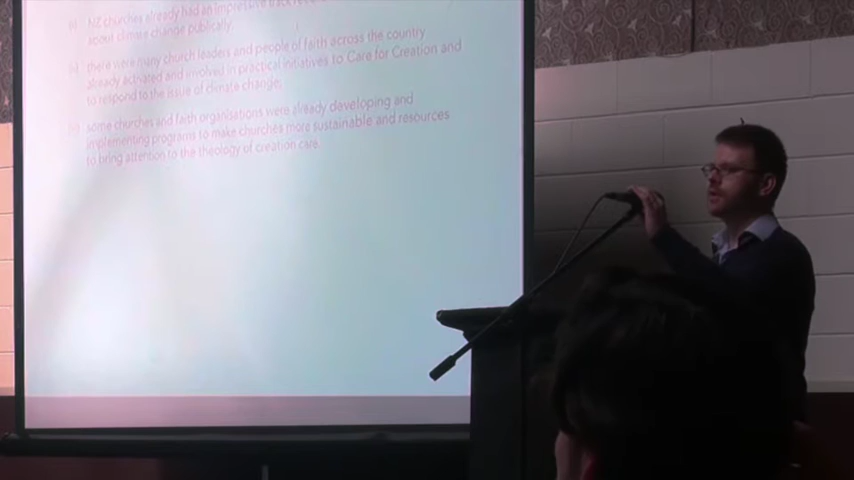 NZ churches already had an impressive track
about climate change publically.
there were many church leaders and people of faith across the country
already activated and involved in practical initiatives to Care for Creation and
to respond to the issue of climate change;
some churches and faith organisations were already developing and
implementing programs to make churches more sustainable and resources
to bring attention to the theology of creation care.